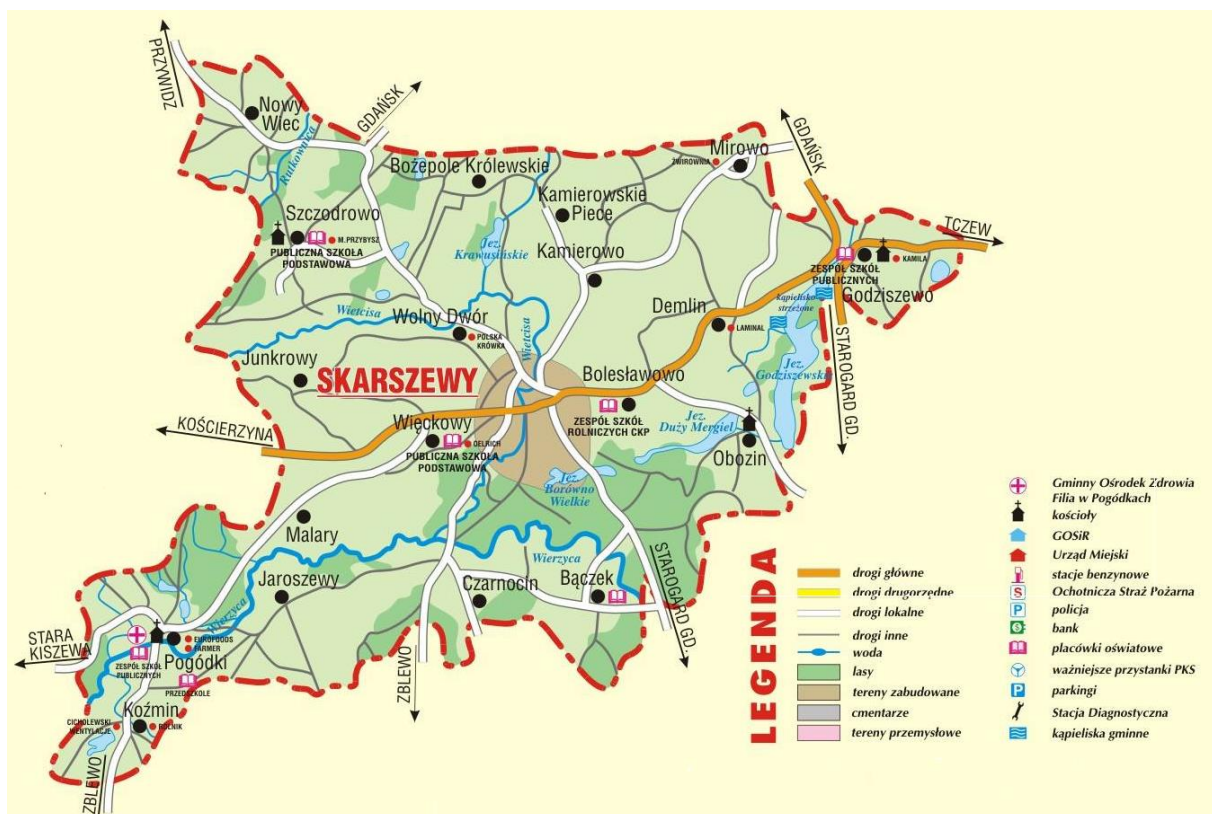 PRZYWIDZ
Nowy
Wiec
GDAŃSK
Rutkownica
Bożepole Królewskie
Mirowo
ŻWIROWNIA
GDAŃSK
Kamierowskie
Piece
TCZEW
Szczodrowo
M. PRZYBYSZ
PUBLICZNA SZKOŁA
PODSTAWOWA
Jez.
Krawusińskie
Kamierowo
ZESPÓŁ SZKÓŁ
PUBLICZNYCH
KAMILA
Godziszewo
kąpielisko
strzeżone
Wietcisa
Wolny Dwór
POLSKA
KRÓWKA
Wietcisa
Demlin
LAMINAL
Jez.
Godziszewskie
STAROGARD GD.
Junkrowy
SKARSZEWY
Bolesławowo
ZESPÓŁ SZKÓŁ
ROLNICZYCH CKP
KOŚCIERZYNA
Więckowy
OELRICH
PUBLICZNA SZKOŁA
PODSTAWOWA
Jez.
Duży Mergiel
Obozin
Jez.
Borówno
Wielkie
Malary
Wierzyca
Jaroszewy
Czarnocin
Bączek
STAROGARD GD.
Wierzyca
STARA
KISZEWA
EUROFOODS
FARMER
ZESPÓŁ SZKÓŁ
PUBLICZNYCH
Pogódki
PRZEDSZKOLE
ZBLEWO
Koźmin
CICHOLEWSKI
WENTYLACJE
ROLNIK
ZBLEWO
LEGENDA
drogi główne
drogi drugorzędne
drogi lokalne
drogi inne
woda
lasy
tereny zabudowane
cmentarze
tereny przemysłowe
Gminny Ośrodek Zdrowia
Filia w Pogódkach
kościoły
GOSiR
Urząd Miejski
stacje benzynowe
S Ochotnicza Straż Pożarna
P policja
$ bank
placówki oświatowe
ważniejsze przystanki PKS
P parkingi
Stacja Diagnostyczna
kąpieliska gminne